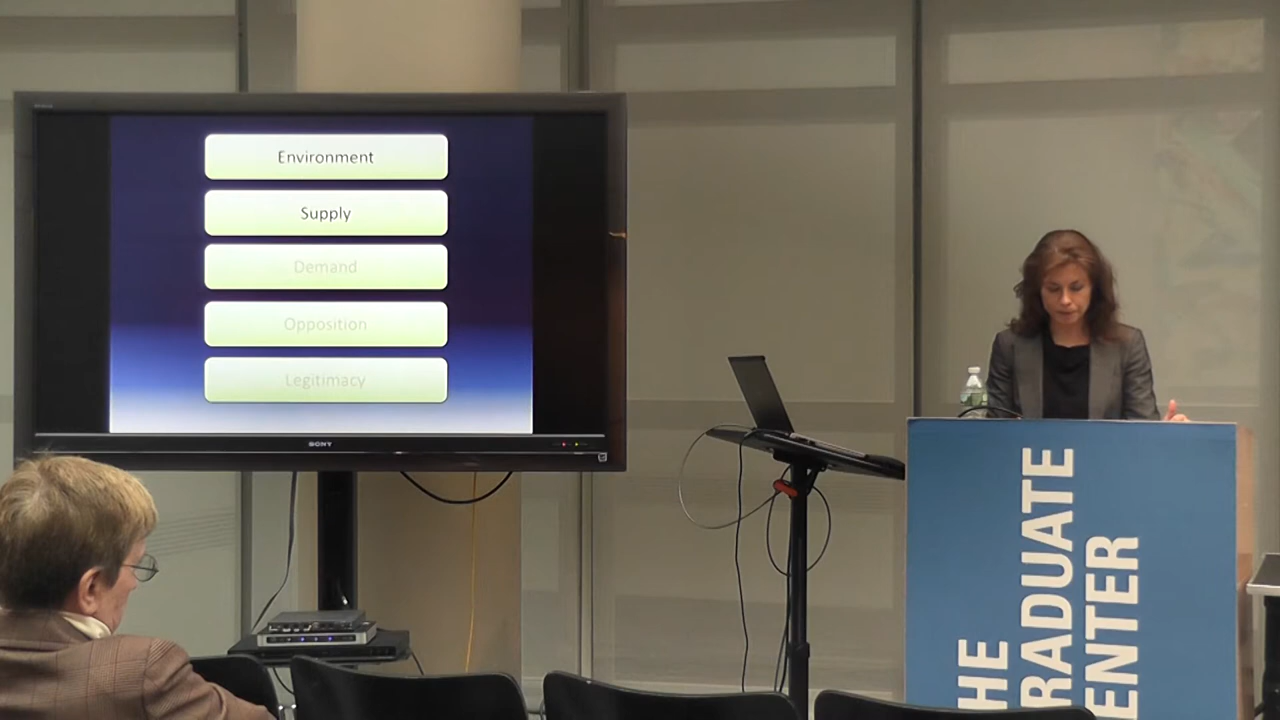 Environment
Supply
Demand
Opposition
Legitimacy
SONY
THE
GRADUATE
CENTER